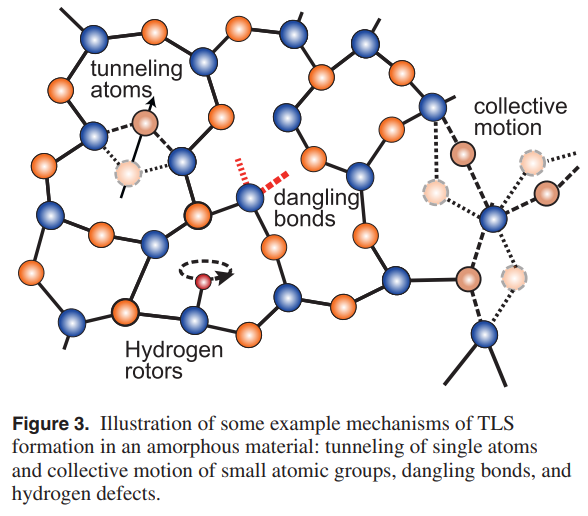 tunneling
atoms
collective
motion
dangling
bonds
Hydrogen
rotors
Figure 3. Illustration of some example mechanisms of TLS
formation in an amorphous material: tunneling of single atoms
and collective motion of small atomic groups, dangling bonds, and
hydrogen defects.